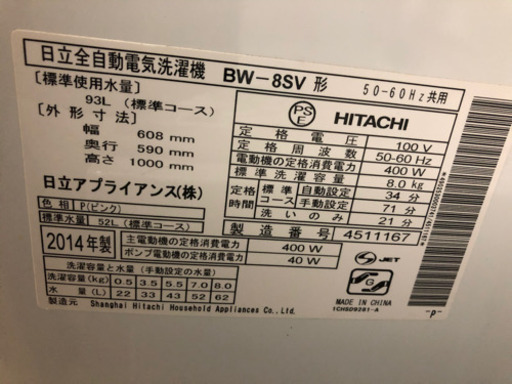 日立全自動電気洗濯機 BW-8SV 形 50-60Hz共用
[標準使用水量]
93L (標準コース)
[外形寸法]
幅 608 mm
奥行 590 mm
高さ 1000 mm
日立アプライアンス(株)
色相 P(ピンク)
標準水量 52L (標準コース)
2014年製
主電動機の定格消費電力 400 W
ポンプ電動機の定格消費電力 40 W
洗濯容量と水量 (手動設定の水量)
洗濯容量(kg) 0.5 3.5 5.5 7.0 8.0
水量(L) 22 33 43 52 62
製造元 Shanghai Hitachi Household Appliances Co.,Ltd.
PSE HITACHI
定格電圧 100 V
定格周波数 50-60 Hz
電動機の定格消費電力 400 W
標準洗濯容量 8.0 kg
定格時間 標準コース 自動設定 34 分
手動設定 71 分
洗いのみ 21 分
製造番号 4511167
JET
G
MADE IN CHINA
1CHSD9281-A
"P"